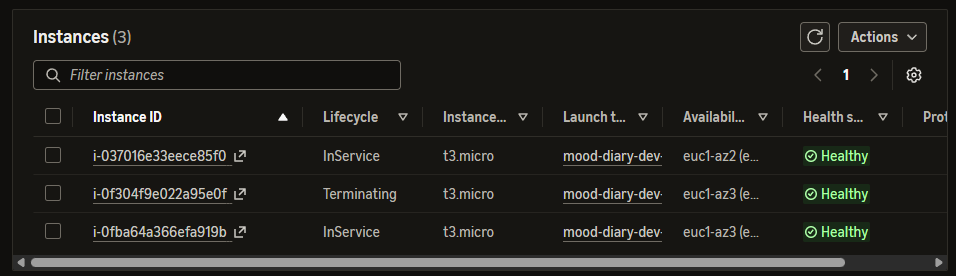 Instances (3)
Actions
Filter instances
1
Instance ID Lifecycle Instance... Launch t... Availabil... Health s... Prot
i-037016e33eece85f0 InService t3.micro mood-diary-dev- euc1-az2 (e... Healthy
i-0f304f9e022a95e0f Terminating t3.micro mood-diary-dev- euc1-az3 (e... Healthy
i-0fba64a366efa919b InService t3.micro mood-diary-dev- euc1-az3 (e... Healthy